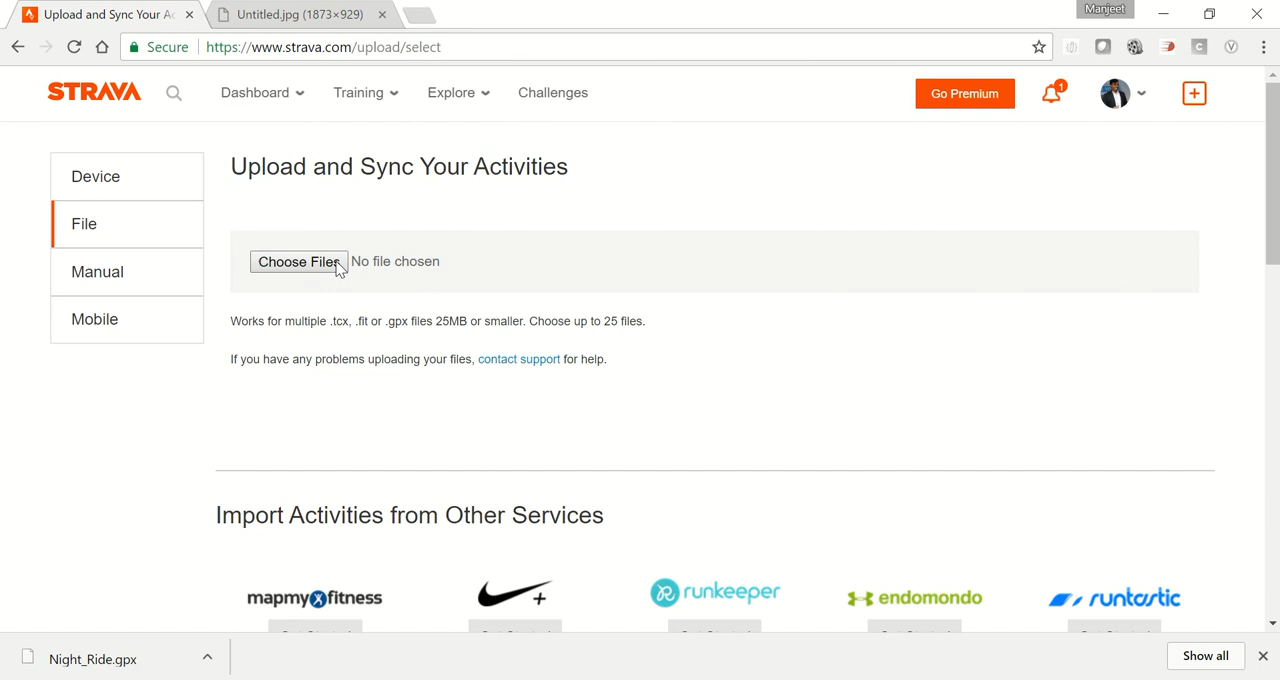 Upload and Sync Your Ac
Untitled.jpg (1873×929)
Manjeet
Secure
https://www.strava.com/upload/select
C
V
STRAVA
Dashboard
Training
Explore
Challenges
Go Premium
1
Device
File
Manual
Mobile
Upload and Sync Your Activities
Choose Files
No file chosen
Works for multiple .tcx, .fit or .gpx files 25MB or smaller. Choose up to 25 files.
If you have any problems uploading your files, contact support for help.
Import Activities from Other Services
mapmyfitness
runkeeper
endomondo
runtastic
Night_Ride.gpx
Show all